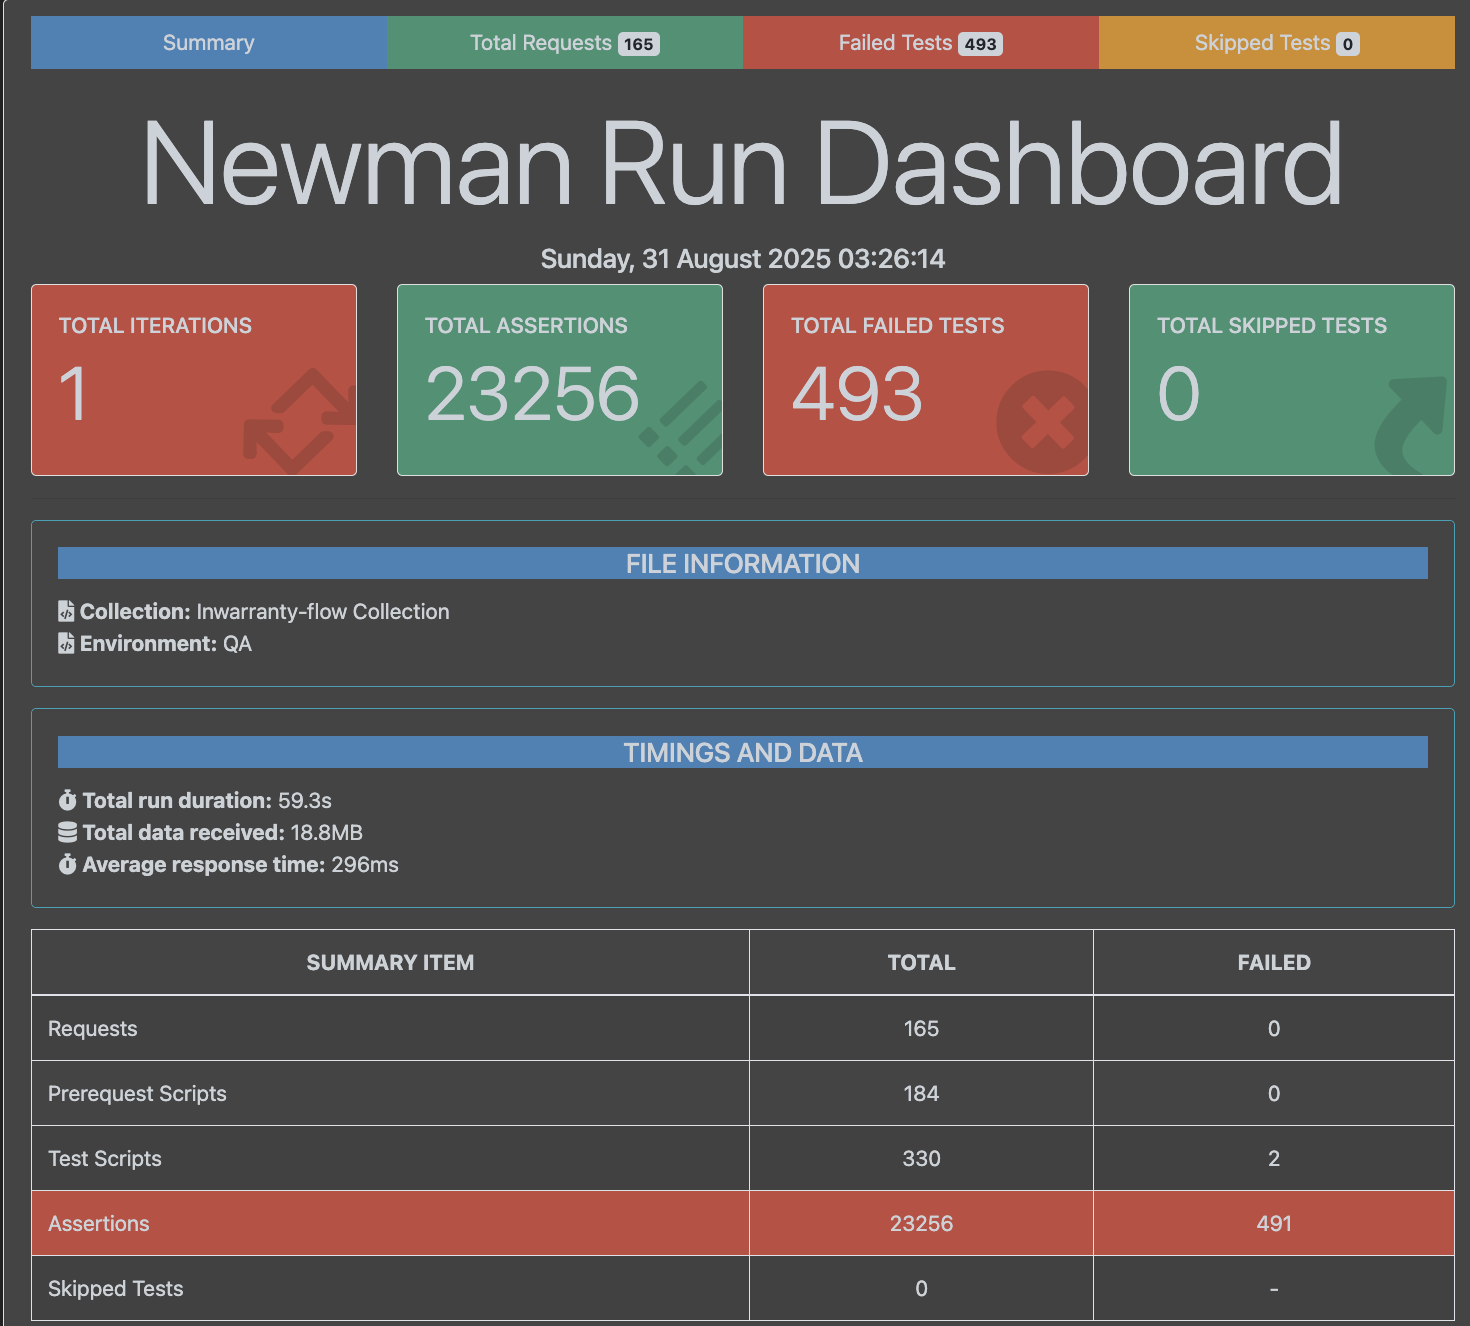 Summary Total Requests 165 Failed Tests 493 Skipped Tests 0
Newman Run Dashboard
Sunday, 31 August 2025 03:26:14
TOTAL ITERATIONS
1
TOTAL ASSERTIONS
23256
TOTAL FAILED TESTS
493
TOTAL SKIPPED TESTS
0
FILE INFORMATION
Collection: Inwarranty-flow Collection
Environment: QA
TIMINGS AND DATA
Total run duration: 59.3s
Total data received: 18.8MB
Average response time: 296ms
SUMMARY ITEM TOTAL FAILED
Requests 165 0
Prerequest Scripts 184 0
Test Scripts 330 2
Assertions 23256 491
Skipped Tests 0 -